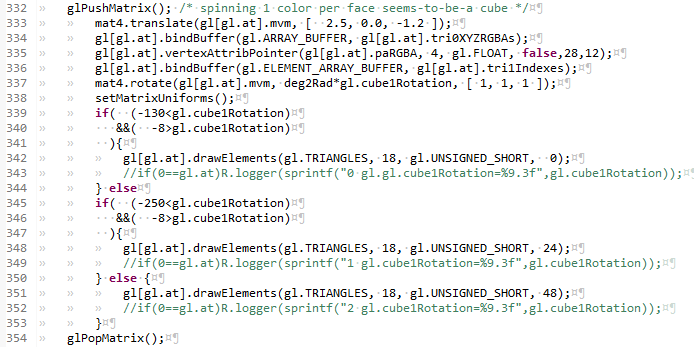 332 » glPushMatrix(); /* spinning 1 color per face seems-to-be a cube */¤¶
333 » » mat4.translate(gl[gl.at].mvm, [  2.5, 0.0, -1.2 ]);¤¶
334 » » gl[gl.at].bindBuffer(gl.ARRAY_BUFFER, gl[gl.at].tri0XYZRGBAs);¤¶
335 » » gl[gl.at].vertexAttribPointer(gl[gl.at].paRGBA, 4, gl.FLOAT, false,28,12);¤¶
336 » » gl[gl.at].bindBuffer(gl.ELEMENT_ARRAY_BUFFER, gl[gl.at].tri1Indexes);¤¶
337 » » mat4.rotate(gl[gl.at].mvm, deg2Rad*gl.cube1Rotation, [ 1, 1, 1 ]);¤¶
338 » » setMatrixUniforms();¤¶
339 » » if(  (-130<gl.cube1Rotation)¤¶
340 » »   &&(  -8>gl.cube1Rotation)¤¶
341 » »   ){¤¶
342 » » » gl[gl.at].drawElements(gl.TRIANGLES, 18, gl.UNSIGNED_SHORT,  0);¤¶
343 » » » //if(0==gl.at)R.logger(sprintf("0 gl.gl.cube1Rotation=%9.3f",gl.cube1Rotation));¤¶
344 » » } else¤¶
345 » » if(  (-250<gl.cube1Rotation)¤¶
346 » »   &&(  -8>gl.cube1Rotation)¤¶
347 » »   ){¤¶
348 » » » gl[gl.at].drawElements(gl.TRIANGLES, 18, gl.UNSIGNED_SHORT, 24);¤¶
349 » » » //if(0==gl.at)R.logger(sprintf("1 gl.cube1Rotation=%9.3f",gl.cube1Rotation));¤¶
350 » » } else {¤¶
351 » » » gl[gl.at].drawElements(gl.TRIANGLES, 18, gl.UNSIGNED_SHORT, 48);¤¶
352 » » » //if(0==gl.at)R.logger(sprintf("2 gl.cube1Rotation=%9.3f",gl.cube1Rotation));¤¶
353 » » }¤¶
354 » glPopMatrix();¤¶